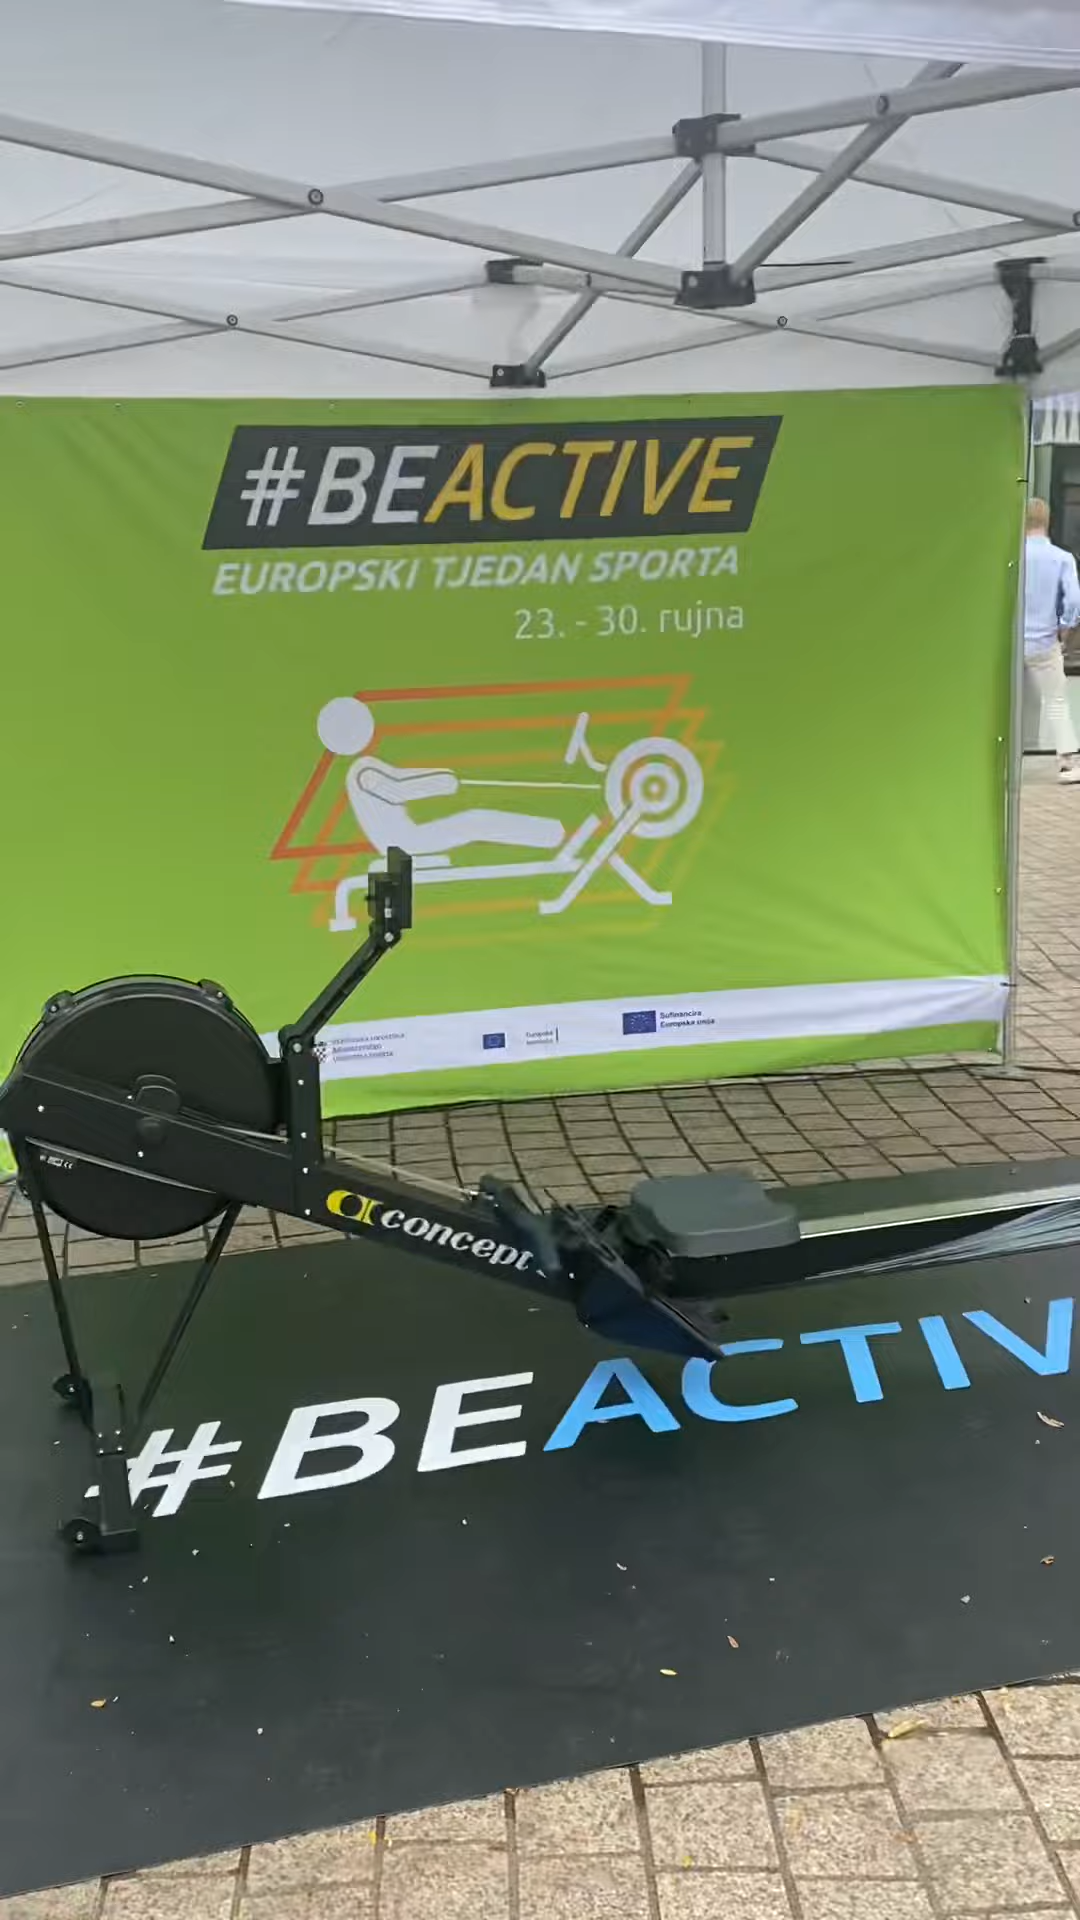 #BEACTIVE
EUROPSKI TJEDAN SPORTA
23. - 30. rujna
Sufinancira
Europska unija
concept
#BEACTIV